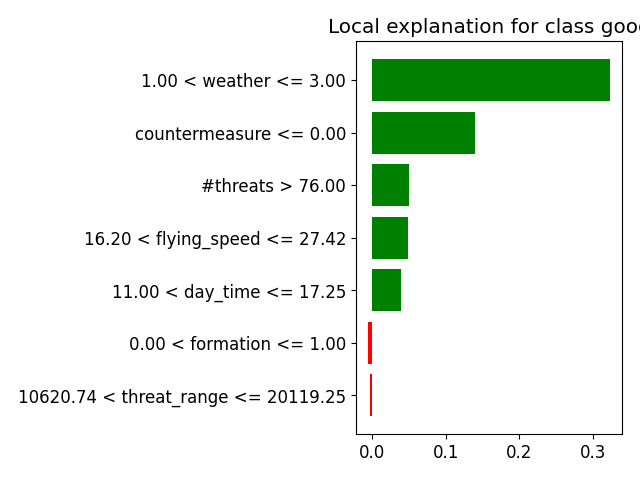 Local explanation for class goo
1.00 < weather <= 3.00
countermeasure <= 0.00
#threats > 76.00
16.20 < flying_speed <= 27.42
11.00 < day_time <= 17.25
0.00 < formation <= 1.00
10620.74 < threat_range <= 20119.25
0.0 0.1 0.2 0.3